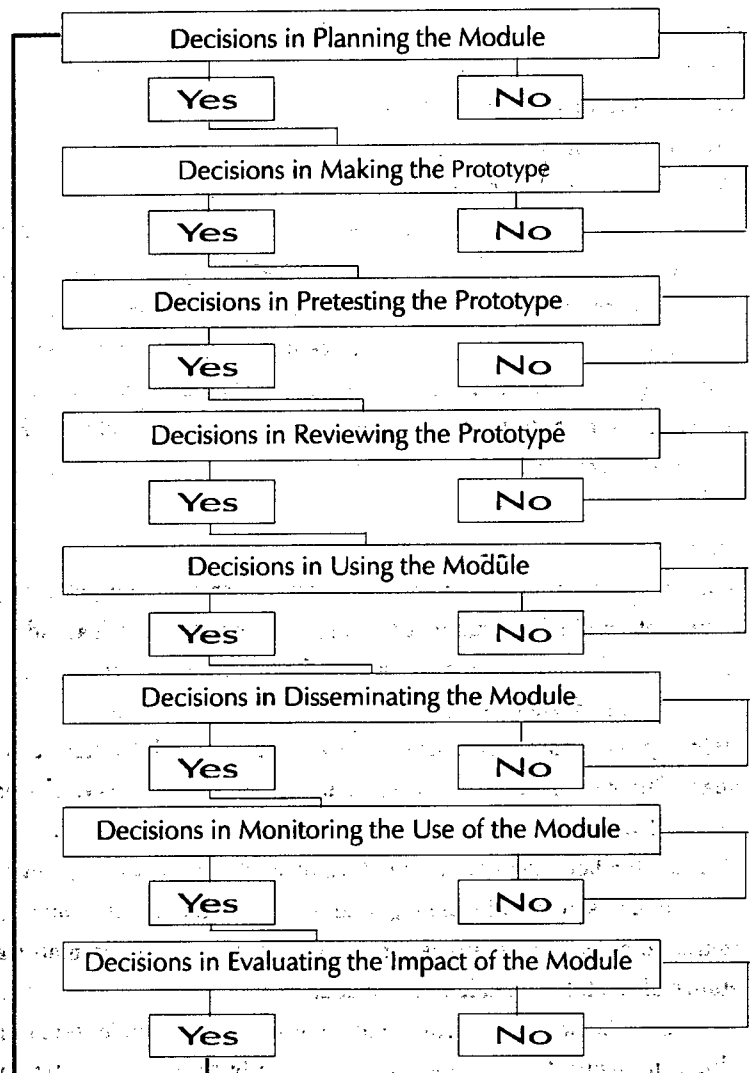 Decisions in Planning the Module
Yes No
Decisions in Making the Prototype
Yes No
Decisions in Pretesting the Prototype
Yes No
Decisions in Reviewing the Prototype
Yes No
Decisions in Using the Module
Yes No
Decisions in Disseminating the Module
Yes No
Decisions in Monitoring the Use of the Module
Yes No
Decisions in Evaluating the Impact of the Module
Yes No